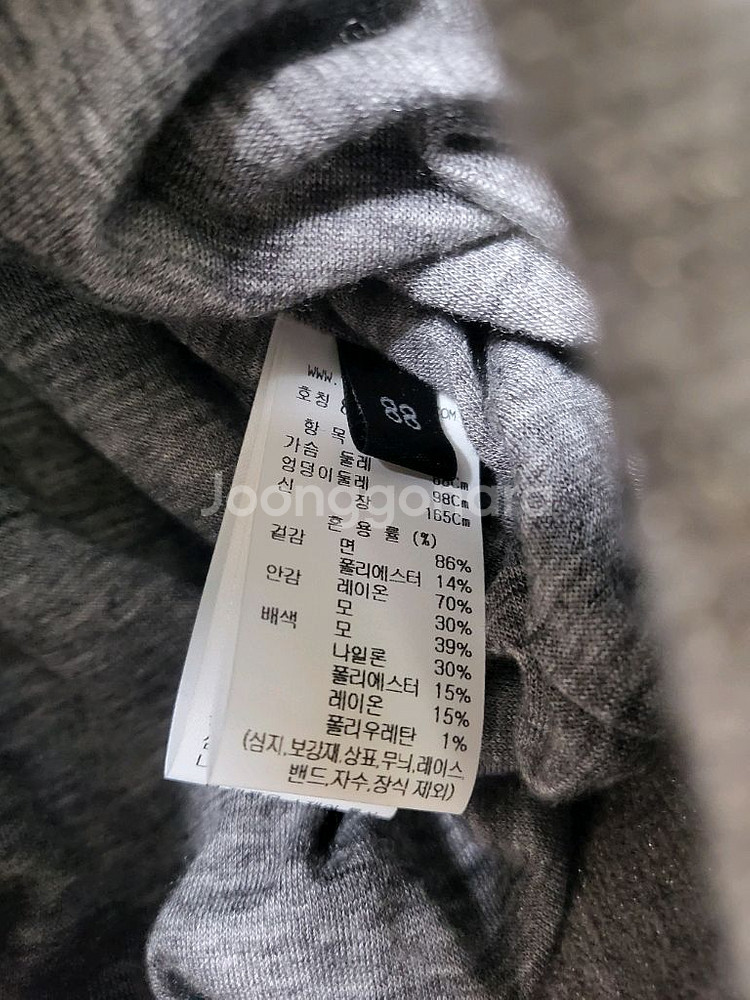 WWW. COM
88
호칭
항 목
가슴 둘레 88Cm
엉덩이둘레 98Cm
신 장 165Cm
Joonggonara
혼 용 률 (%)
겉감 면 86%
폴리에스터 14%
안감 레이온 70%
모 30%
배색 모 39%
나일론 30%
폴리에스터 15%
레이온 15%
폴리우레탄 1%
(심지,보강재,상표,무늬,레이스
밴드,자수,장식 제외)